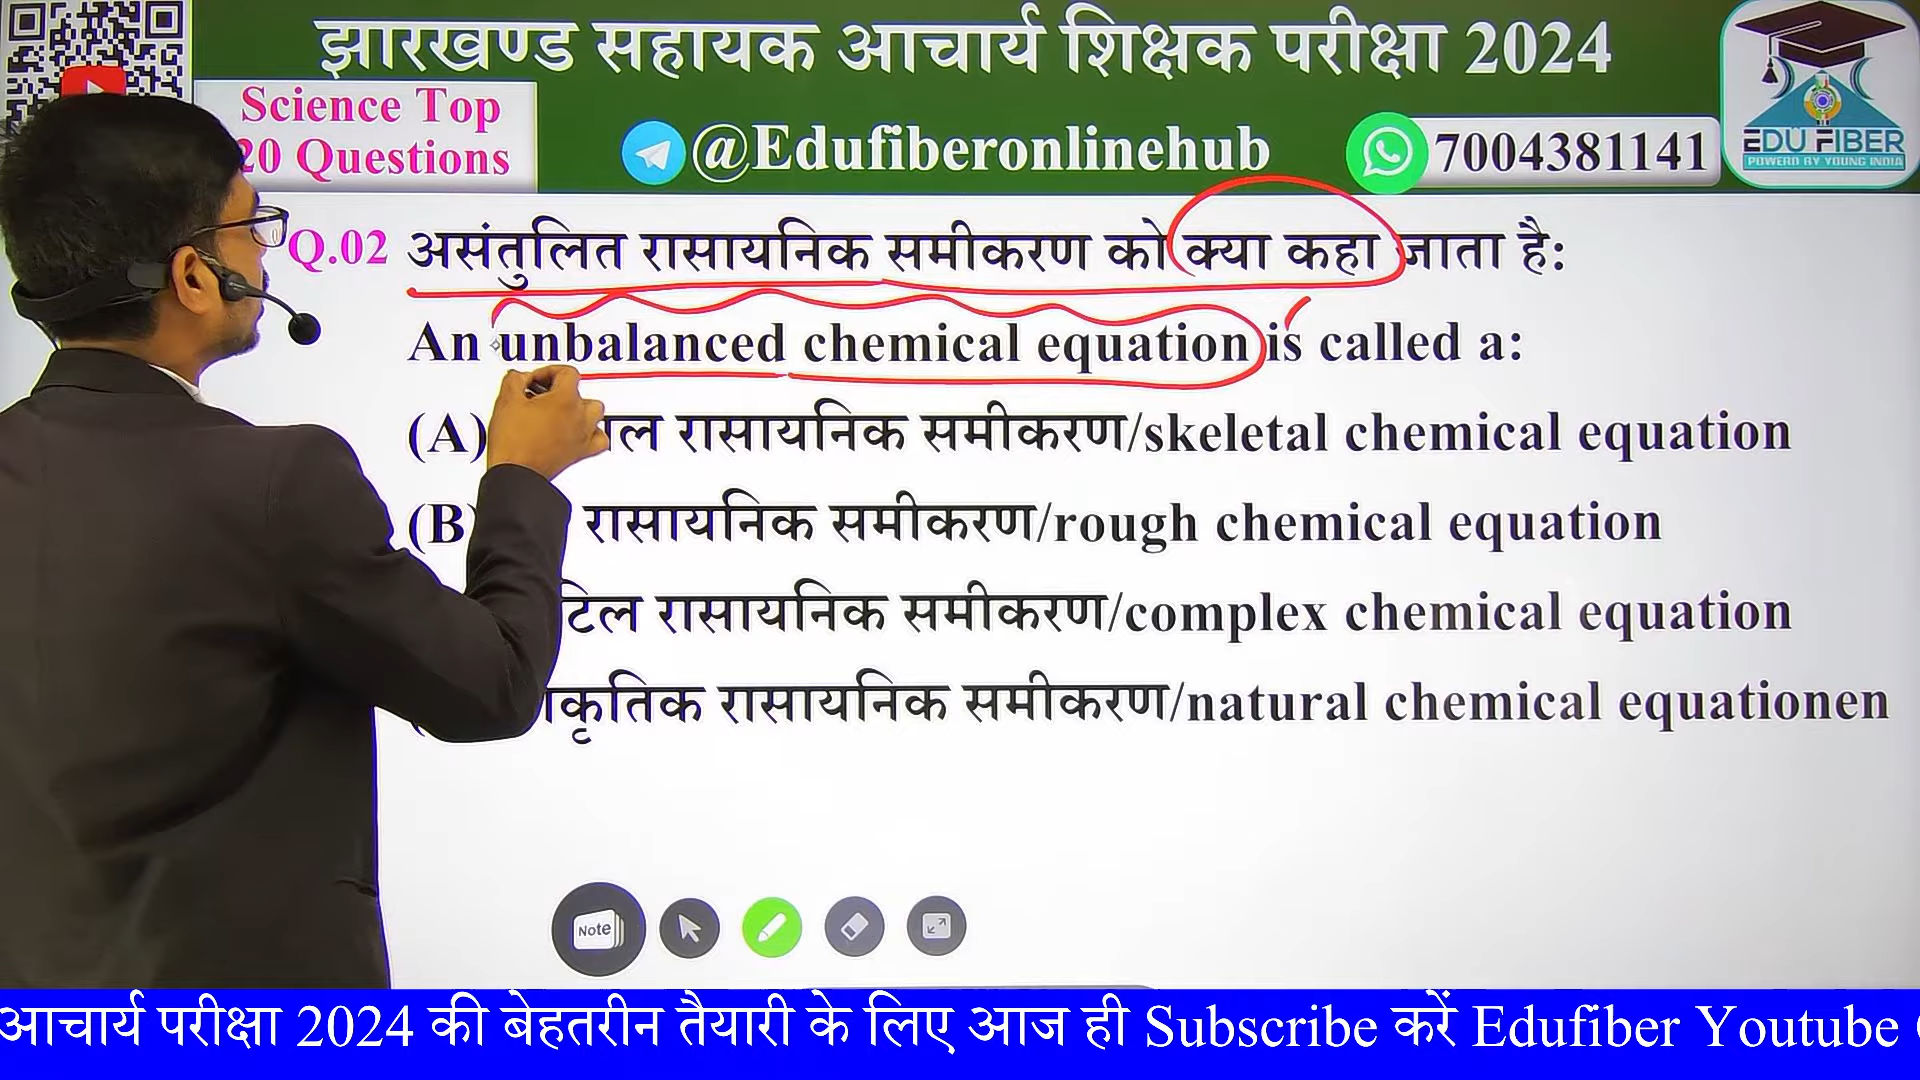 झारखण्ड सहायक आचार्य शिक्षक परीक्षा 2024
Science Top
20 Questions
@Edufiberonlinehub
7004381141
EDU FIBER
POWERD BY YOUNG INDIA
Q.02 असंतुलित रासायनिक समीकरण को क्या कहा जाता है:
An unbalanced chemical equation is called a:
(A) रासायनिक समीकरण/skeletal chemical equation
(B) रासायनिक समीकरण/rough chemical equation
रासायनिक समीकरण/complex chemical equation
रासायनिक समीकरण/natural chemical equationen
Note
आचार्य परीक्षा 2024 की बेहतरीन तैयारी के लिए आज ही Subscribe करें Edufiber Youtube